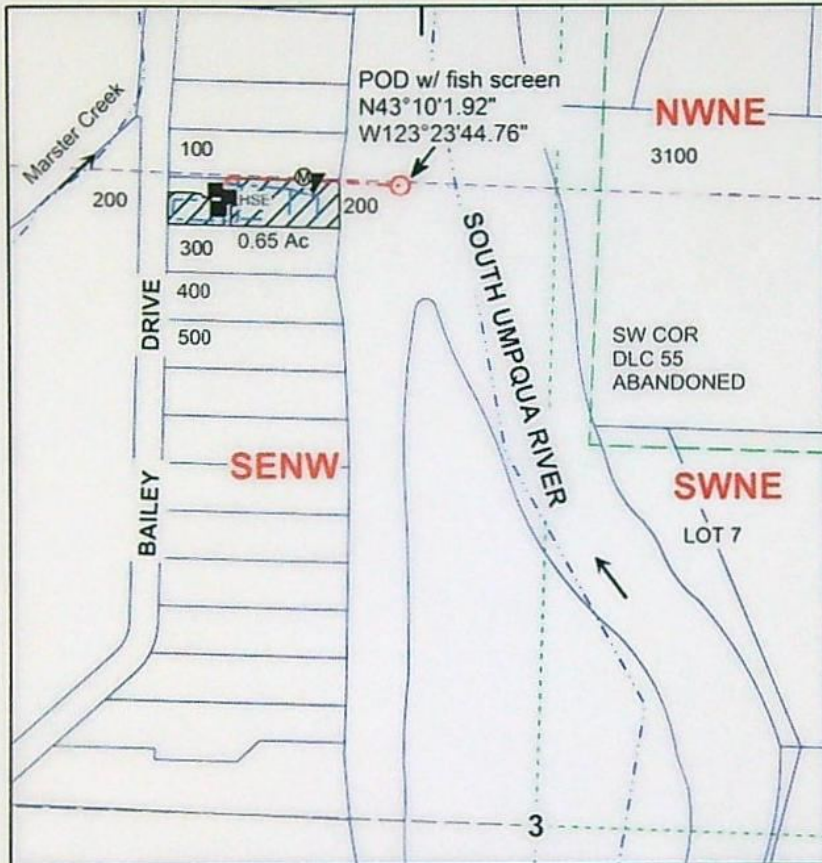 POD w/ fish screen
N43°10'1.92"
W123°23'44.76"
NWNE
3100
Marster Creek
100
200
M
HSE
200
300
0.65 Ac
400
500
BAILEY DRIVE
SOUTH UMPQUA RIVER
SW COR
DLC 55
ABANDONED
SENW
SWNE
LOT 7
3